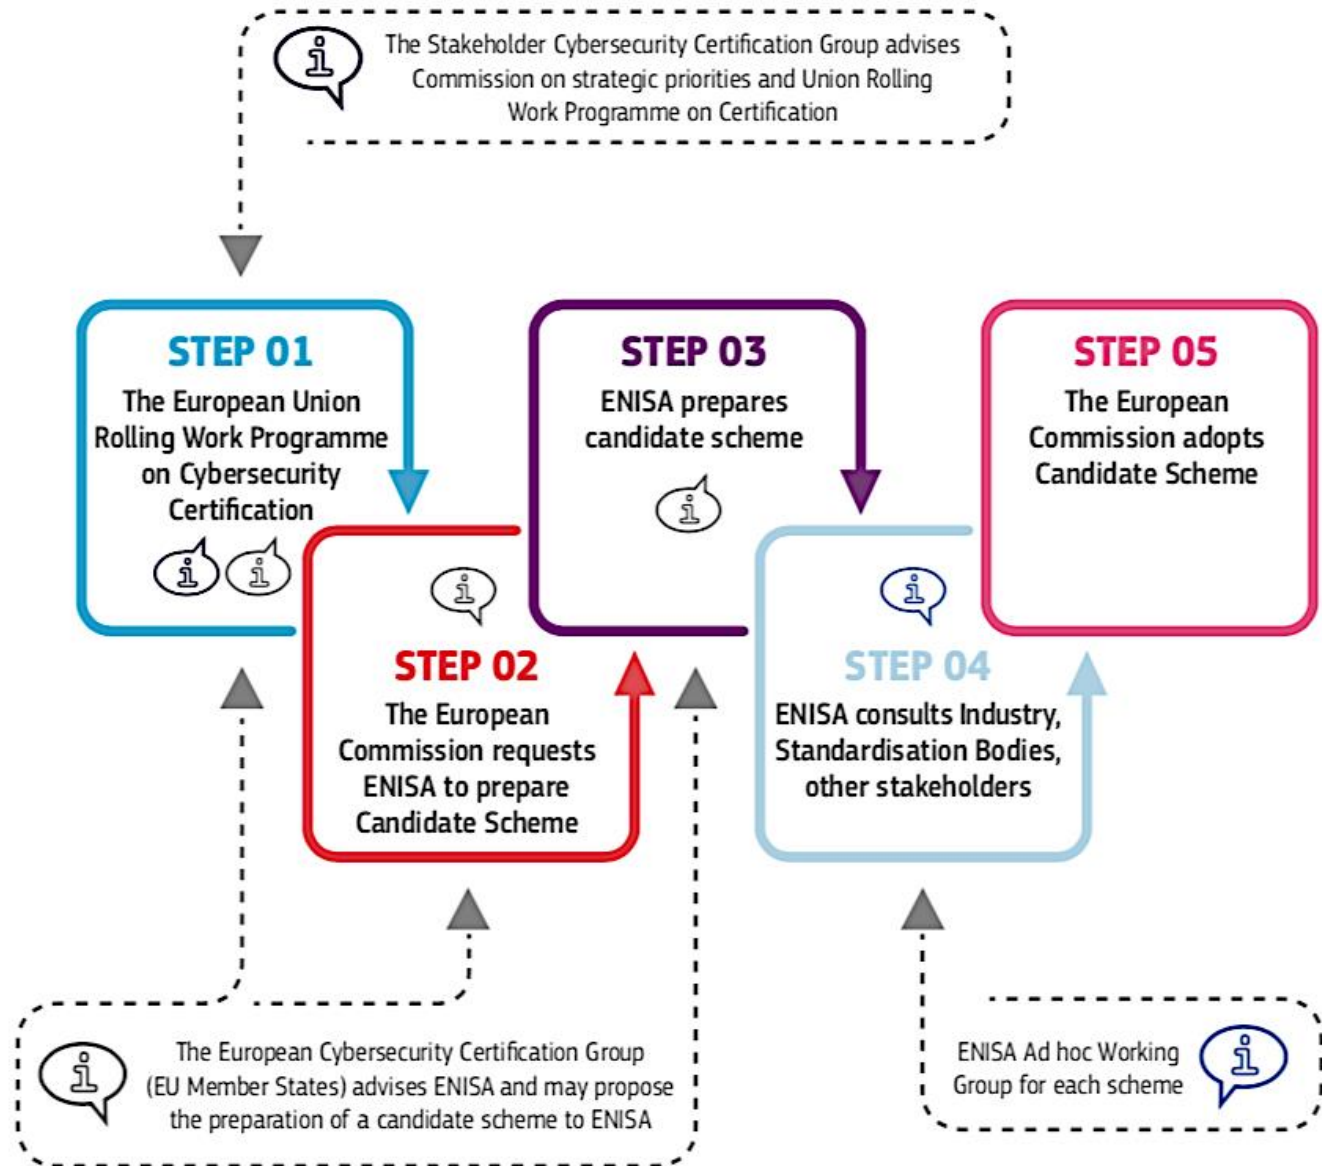 The Stakeholder Cybersecurity Certification Group advises
Commission on strategic priorities and Union Rolling
Work Programme on Certification
STEP 01
The European Union
Rolling Work Programme
on Cybersecurity
Certification
STEP 02
The European
Commission requests
ENISA to prepare
Candidate Scheme
STEP 03
ENISA prepares
candidate scheme
STEP 04
ENISA consults Industry,
Standardisation Bodies,
other stakeholders
STEP 05
The European
Commission adopts
Candidate Scheme
The European Cybersecurity Certification Group
(EU Member States) advises ENISA and may propose
the preparation of a candidate scheme to ENISA
ENISA Ad hoc Working
Group for each scheme